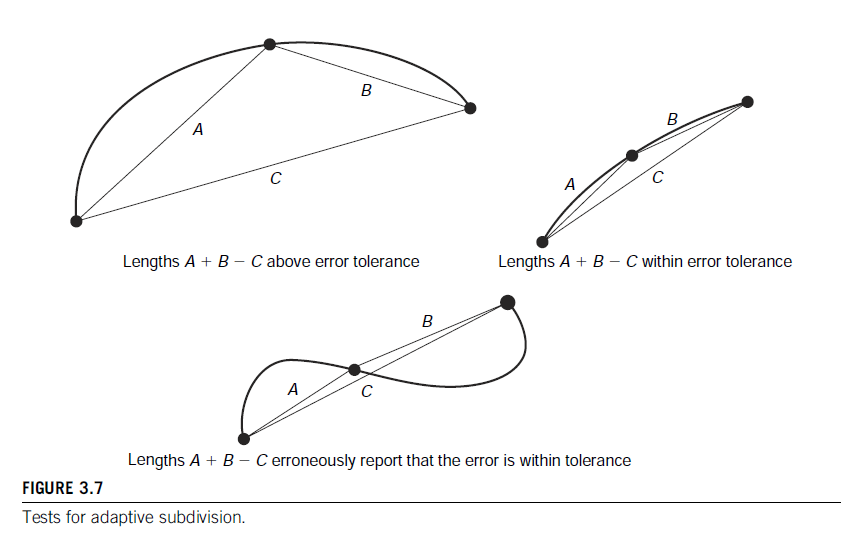 A
B
C
Lengths A + B − C above error tolerance
A
B
C
Lengths A + B − C within error tolerance
A
B
C
Lengths A + B − C erroneously report that the error is within tolerance
FIGURE 3.7
Tests for adaptive subdivision.